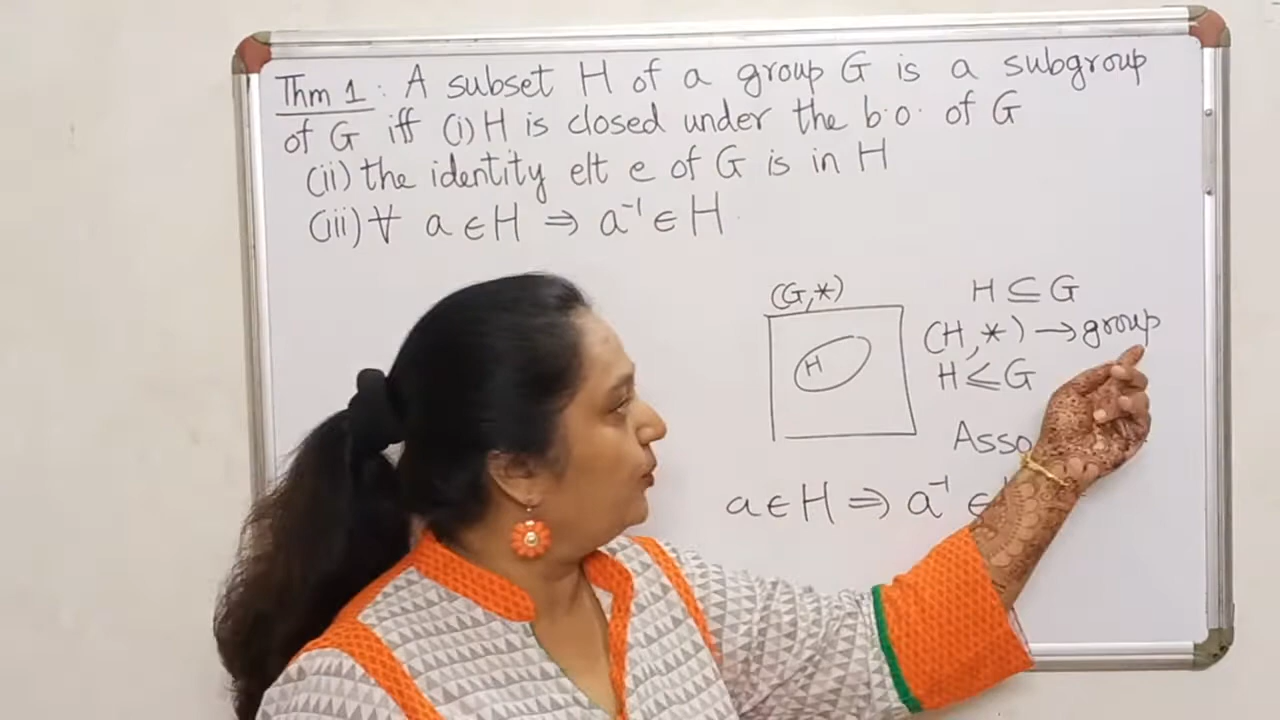 Thm 1: A subset H of a group G is a subgroup
of G iff (i) H is closed under the b.o. of G
(ii) the identity elt e of G is in H
(iii) ∀ a ∈ H ⇒ a⁻¹ ∈ H.
(G,*)
H
H ⊆ G
(H,*) → group
H ≤ G
Asso
a ∈ H ⇒ a⁻¹ ∈